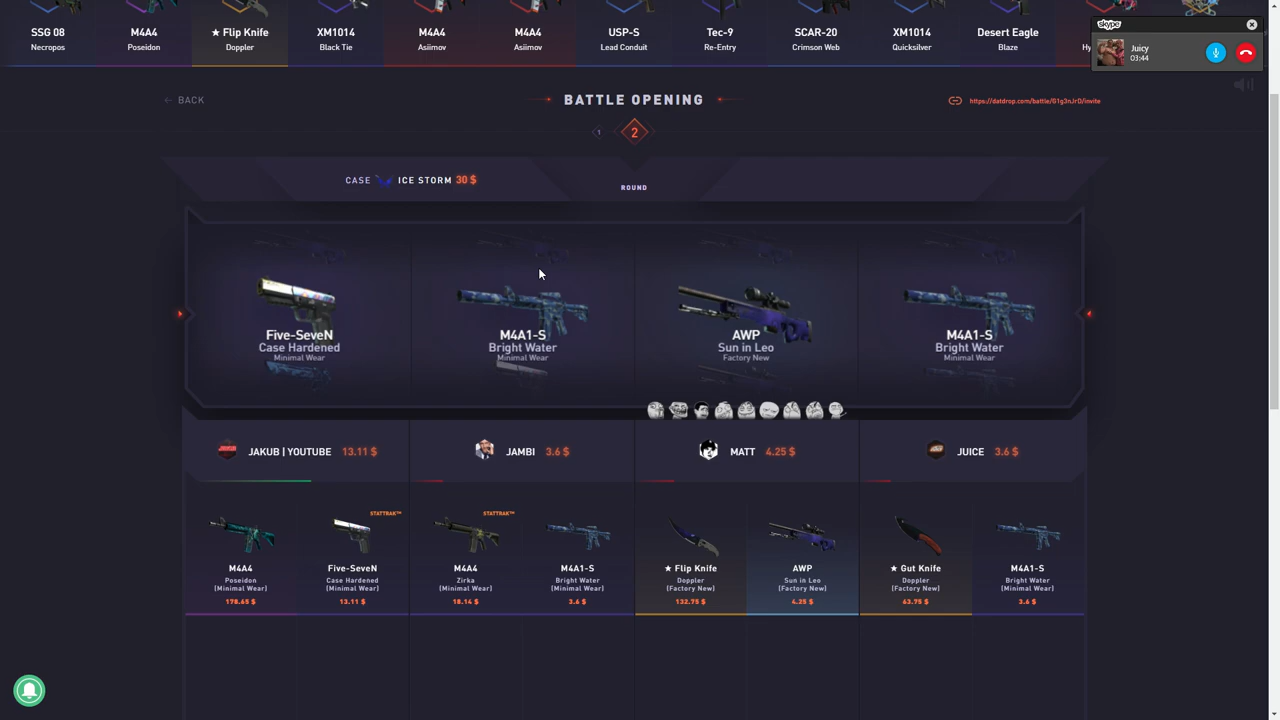 SSG 08
Necropos
M4A4
Poseidon
★ Flip Knife
Doppler
XM1014
Black Tie
M4A4
Asiimov
M4A4
Asiimov
USP-S
Lead Conduit
Tec-9
Re-Entry
SCAR-20
Crimson Web
XM1014
Quicksilver
Desert Eagle
Blaze
Hy
skype
Juicy
03:44
← BACK
BATTLE OPENING
https://datdrop.com/battle/G1g3nJrD/invite
1
2
CASE ICE STORM 30 $
ROUND
Five-SeveN
Case Hardened
Minimal Wear
M4A1-S
Bright Water
Minimal Wear
AWP
Sun in Leo
Factory New
M4A1-S
Bright Water
Minimal Wear
JAKUB | YOUTUBE 13.11 $
JAMBI 3.6 $
MATT 4.25 $
JUICE 3.6 $
M4A4
Poseidon
(Minimal Wear)
178.65 $
STATTRAK™
Five-SeveN
Case Hardened
(Minimal Wear)
13.11 $
STATTRAK™
M4A4
Zirka
(Minimal Wear)
18.14 $
M4A1-S
Bright Water
(Minimal Wear)
3.6 $
★ Flip Knife
Doppler
(Factory New)
132.75 $
AWP
Sun in Leo
(Factory New)
4.25 $
★ Gut Knife
Doppler
(Factory New)
63.75 $
M4A1-S
Bright Water
(Minimal Wear)
3.6 $